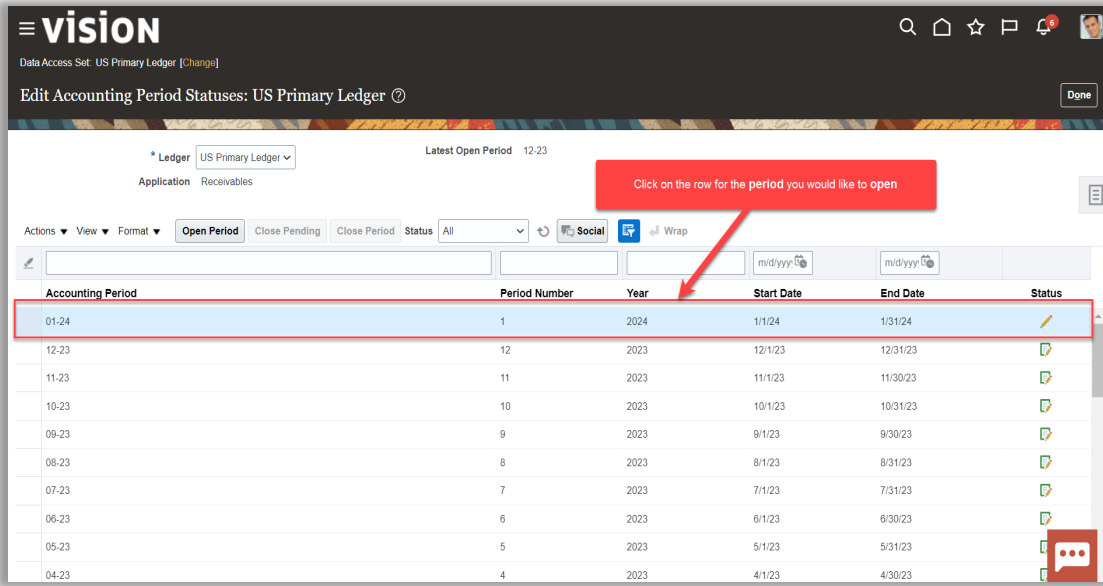 VISION
6
Data Access Set: US Primary Ledger [Change]
Edit Accounting Period Statuses: US Primary Ledger
Done
* Ledger US Primary Ledger
Latest Open Period 12-23
Application Receivables
Click on the row for the period you would like to open
Actions View Format Open Period Close Pending Close Period Status All Social Wrap
m/d/yyy m/d/yyy
Accounting Period Period Number Year Start Date End Date Status
01-24 1 2024 1/1/24 1/31/24
12-23 12 2023 12/1/23 12/31/23
11-23 11 2023 11/1/23 11/30/23
10-23 10 2023 10/1/23 10/31/23
09-23 9 2023 9/1/23 9/30/23
08-23 8 2023 8/1/23 8/31/23
07-23 7 2023 7/1/23 7/31/23
06-23 6 2023 6/1/23 6/30/23
05-23 5 2023 5/1/23 5/31/23
04-23 4 2023 4/1/23 4/30/23